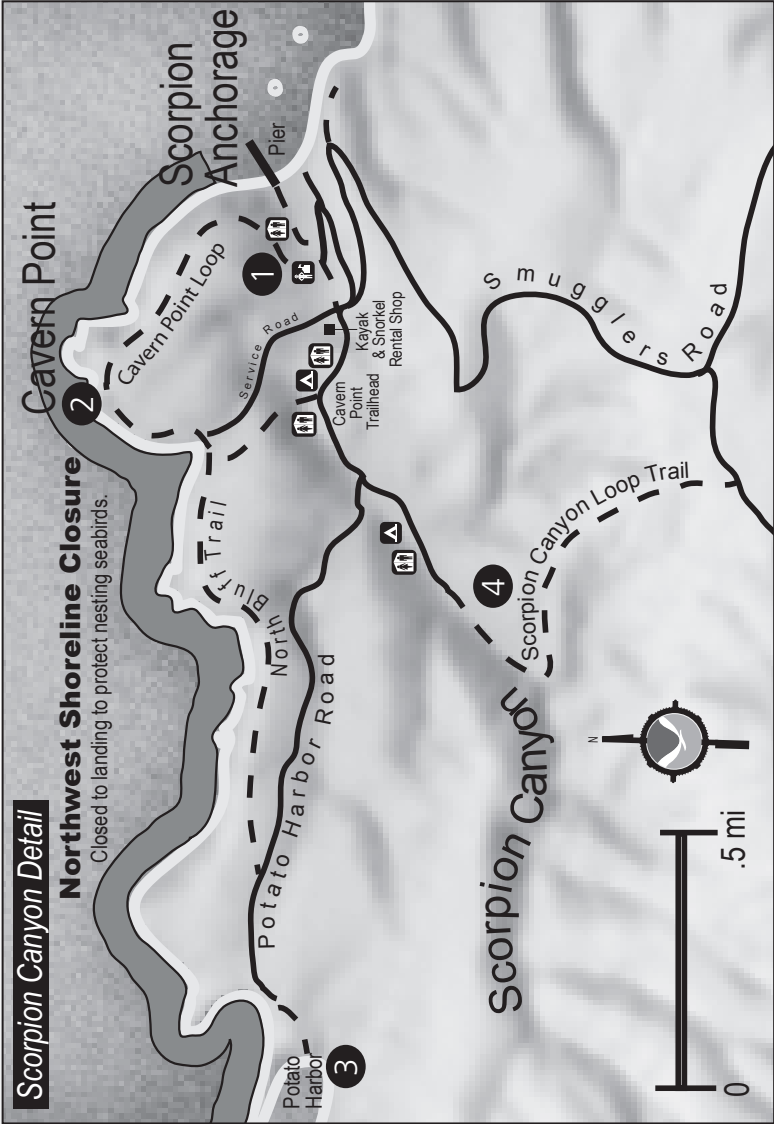 Scorpion Canyon Detail
Northwest Shoreline Closure
Closed to landing to protect nesting seabirds.
Cavern Point
2
Scorpion
Anchorage
Pier
Cavern Point Loop
1
Service Road
Kayak
& Snorkel
Rental Shop
Cavern
Point
Trailhead
North Bluff Trail
Potato Harbor Road
Potato
Harbor
3
4
Scorpion Canyon Loop Trail
Scorpion Canyon
Smugglers Road
N
0
.5 mi